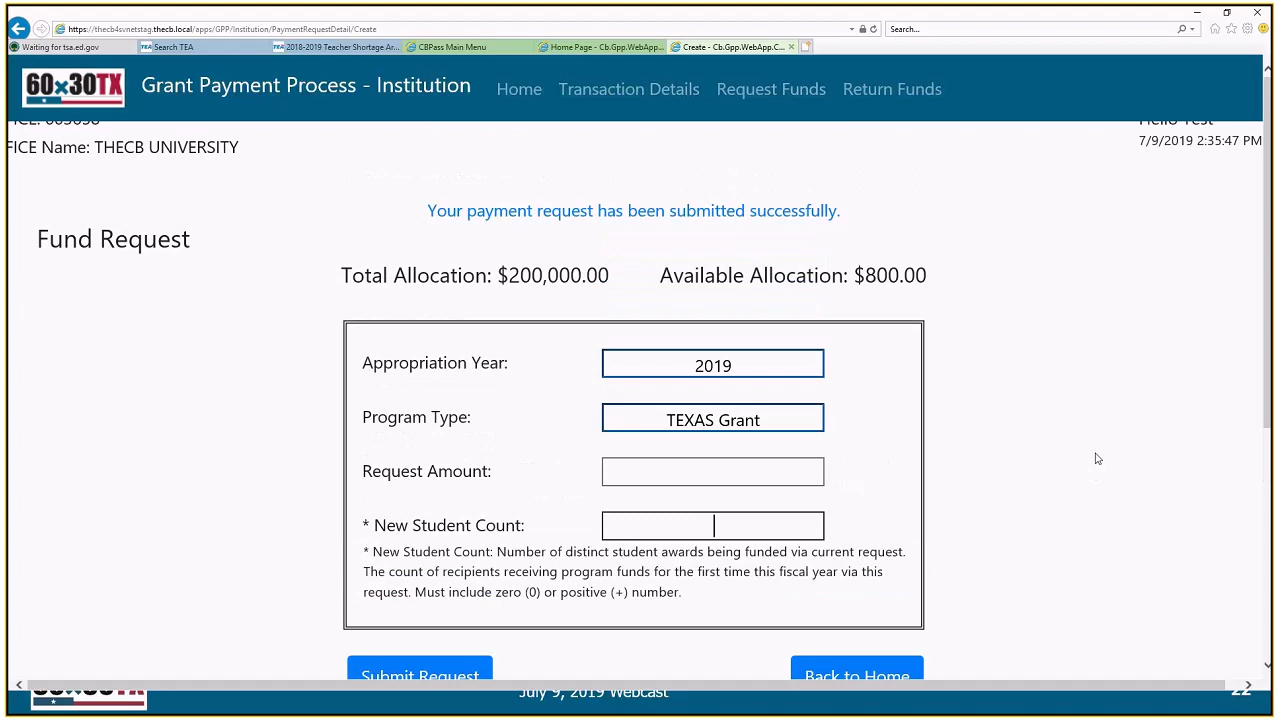 https://thecb4svnetstag.thecb.local/apps/GPP/Institution/PaymentRequestDetail/Create
Search...
Waiting for tsa.ed.gov
TEA Search TEA
TEA 2018-2019 Teacher Shortage Ar...
CBPass Main Menu
Home Page - Cb.Gpp.WebApp...
Create - Cb.Gpp.WebApp.C...
60x30TX
Grant Payment Process - Institution
Home
Transaction Details
Request Funds
Return Funds
Hello Test
7/9/2019 2:35:47 PM
FICE Name: THECB UNIVERSITY
Your payment request has been submitted successfully.
Fund Request
Total Allocation: $200,000.00
Available Allocation: $800.00
Appropriation Year:
2019
Program Type:
TEXAS Grant
Request Amount:
* New Student Count:
* New Student Count: Number of distinct student awards being funded via current request.
The count of recipients receiving program funds for the first time this fiscal year via this
request. Must include zero (0) or positive (+) number.
Submit Request
Back to Home
60x30TX
July 9, 2019 Webcast
22